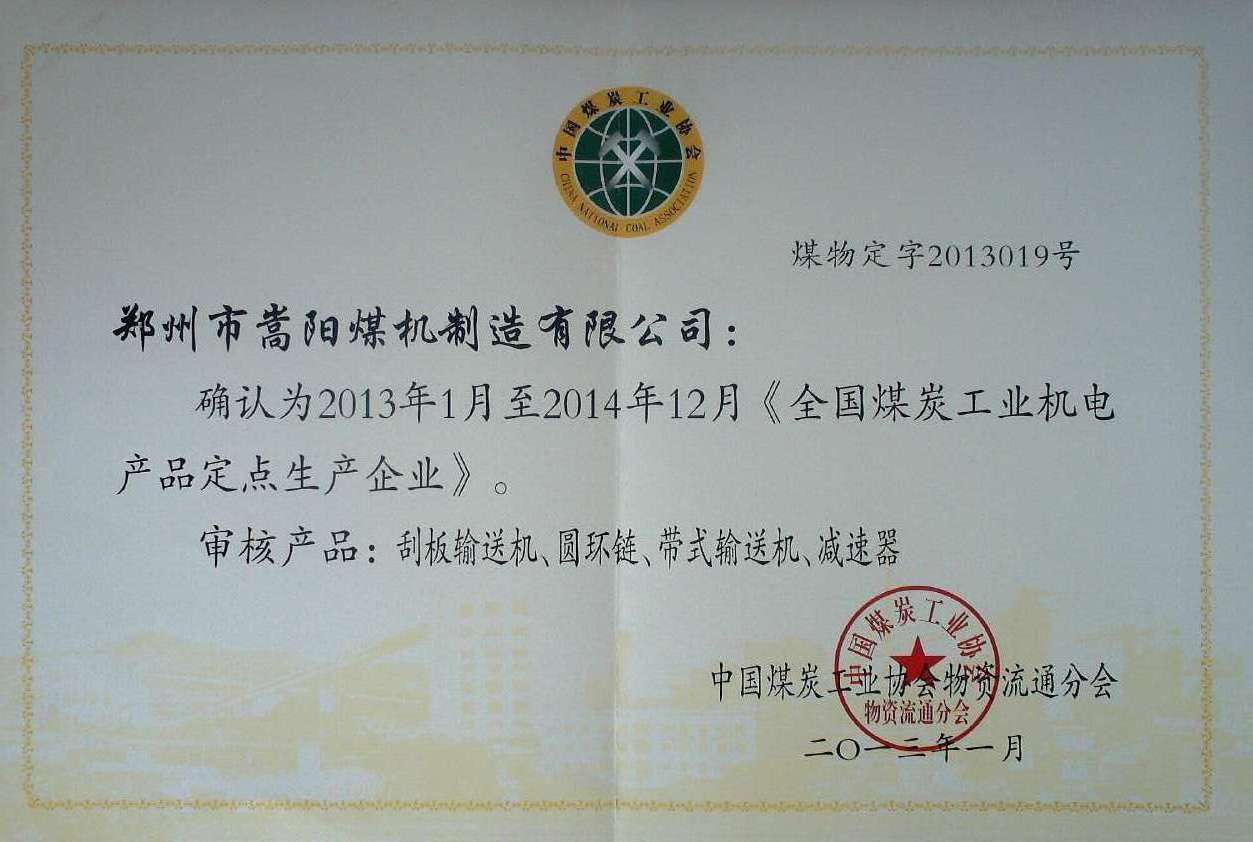 中国煤炭工业协会
CHINA NATIONAL COAL ASSOCIATION
煤物定字2013019号
郑州市嵩阳煤机制造有限公司：
确认为2013年1月至2014年12月《全国煤炭工业机电
产品定点生产企业》。
审核产品：刮板输送机、圆环链、带式输送机、减速器
中国煤炭工业协会物资流通分会
二〇一三年一月
中国煤炭工业协会
物资流通分会